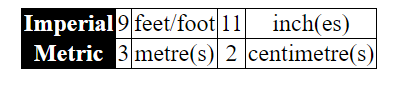 Imperial 9 feet/foot 11 inch(es)
Metric 3 metre(s) 2 centimetre(s)